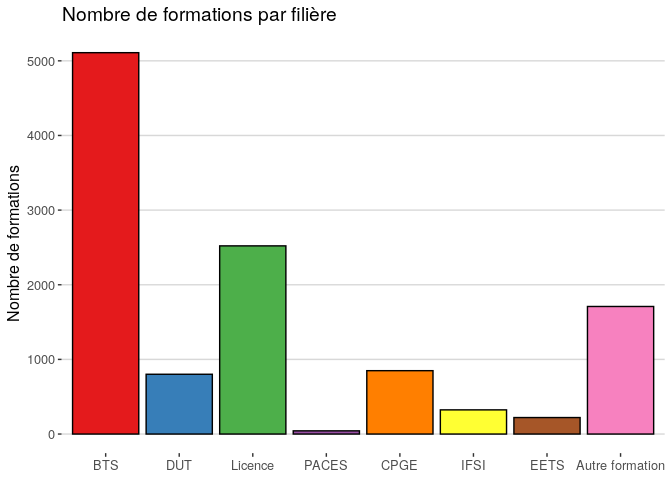 Nombre de formations par filière
Nombre de formations
5000
4000
3000
2000
1000
0
BTS DUT Licence PACES CPGE IFSI EETS Autre formation